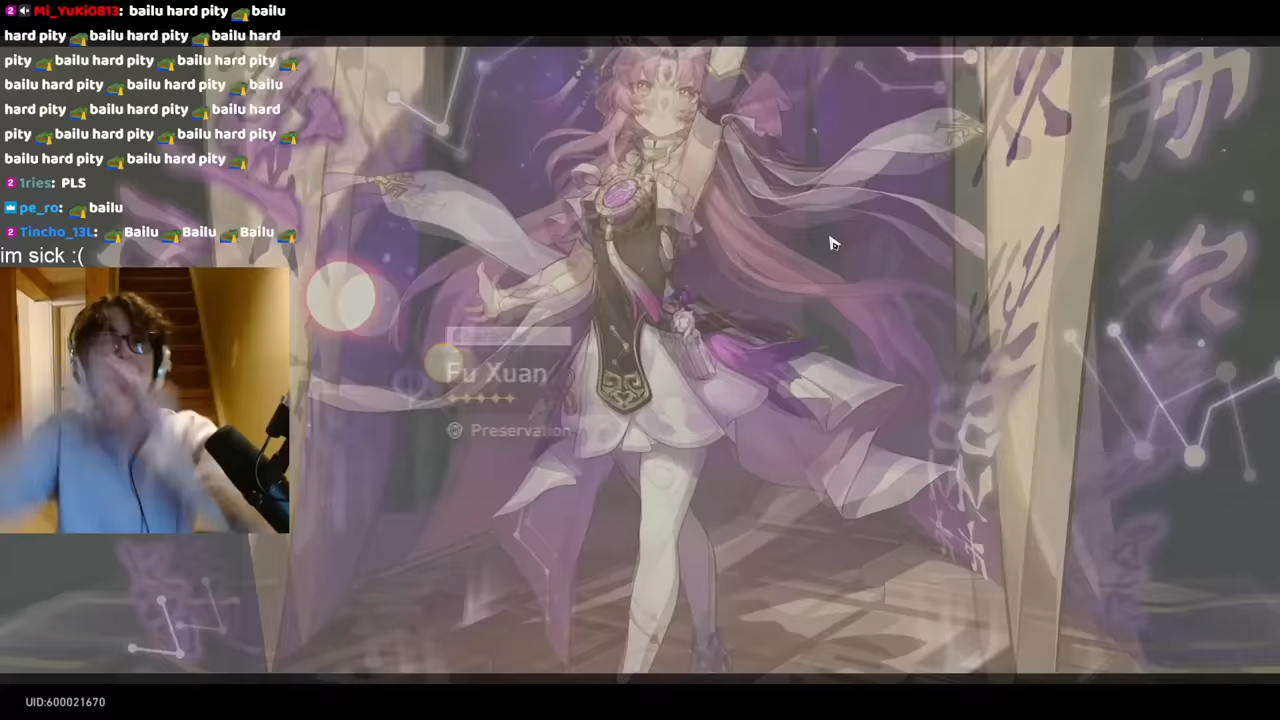 Mi_YuKi0813: bailu hard pity bailu
hard pity bailu hard pity bailu hard
pity bailu hard pity bailu hard pity
bailu hard pity bailu hard pity bailu
hard pity bailu hard pity bailu hard
pity bailu hard pity bailu hard pity
bailu hard pity bailu hard pity
1ries: PLS
pe_ro: bailu
Tincho_13L: Bailu Bailu Bailu
im sick :(
Fu Xuan
Preservation
UID:600021670